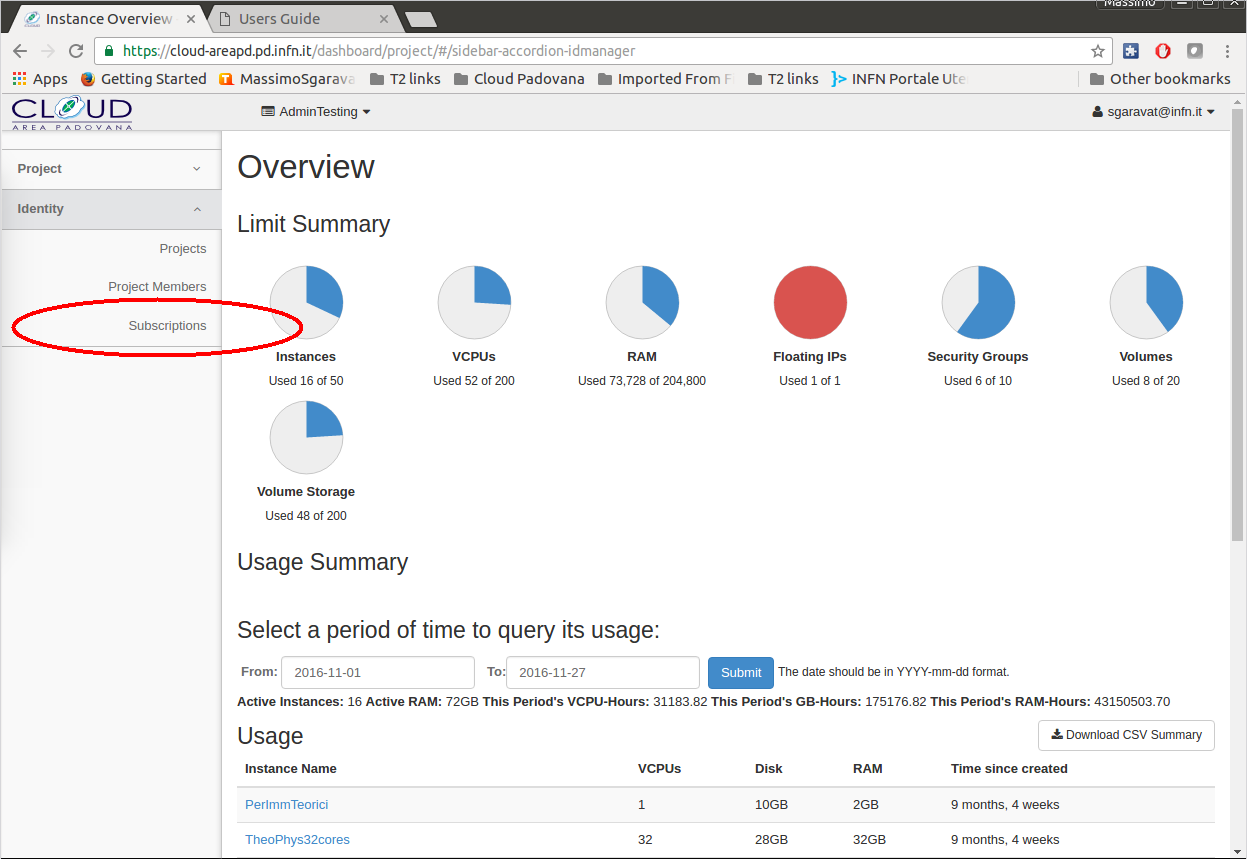 Massimo
Instance Overview
Users Guide
https://cloud-areapd.pd.infn.it/dashboard/project/#/sidebar-accordion-idmanager
Apps Getting Started MassimoSgarava T2 links Cloud Padovana Imported From F T2 links INFN Portale Ute Other bookmarks
CLOUD
AREA PADOVANA
AdminTesting
sgaravat@infn.it
Project
Identity
Projects
Project Members
Subscriptions
Overview
Limit Summary
Instances VCPUs RAM Floating IPs Security Groups Volumes
Used 16 of 50 Used 52 of 200 Used 73,728 of 204,800 Used 1 of 1 Used 6 of 10 Used 8 of 20
Volume Storage
Used 48 of 200
Usage Summary
Select a period of time to query its usage:
From: 2016-11-01 To: 2016-11-27 Submit The date should be in YYYY-mm-dd format.
Active Instances: 16 Active RAM: 72GB This Period's VCPU-Hours: 31183.82 This Period's GB-Hours: 175176.82 This Period's RAM-Hours: 43150503.70
Usage
Download CSV Summary
Instance Name VCPUs Disk RAM Time since created
PerImmTeorici 1 10GB 2GB 9 months, 4 weeks
TheoPhys32cores 32 28GB 32GB 9 months, 4 weeks